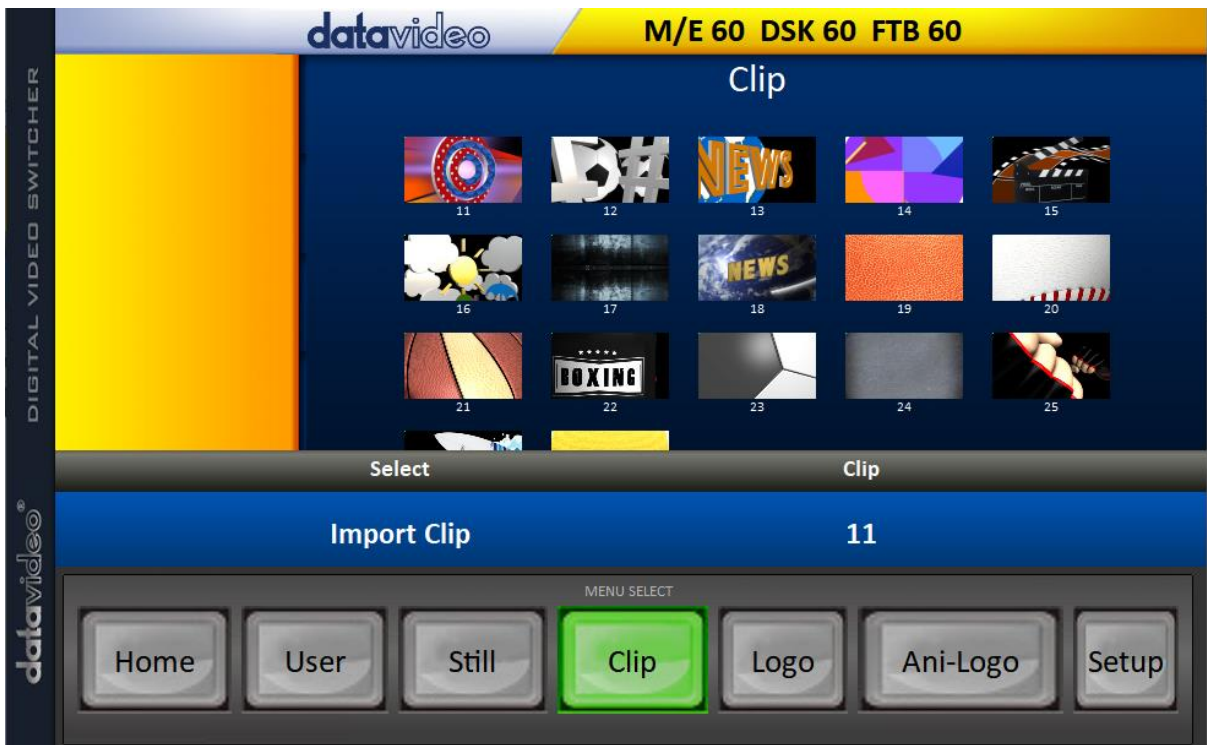 datavideo
M/E 60 DSK 60 FTB 60
Clip
NEWS
11 12 13 14 15
NEWS
16 17 18 19 20
BOXING
21 22 23 24 25
Select Clip
Import Clip 11
MENU SELECT
Home User Still Clip Logo Ani-Logo Setup
DIGITAL VIDEO SWITCHER
datavideo®